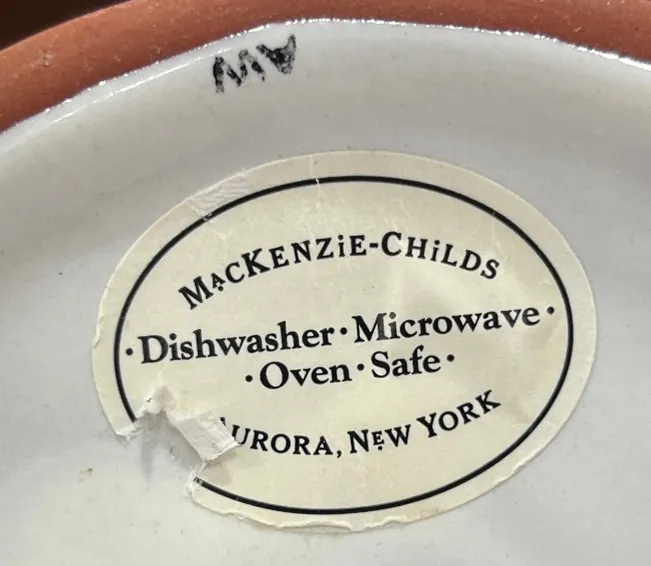 MACKENZiE-CHiLDS
·Dishwasher·Microwave·
·Oven·Safe·
URORA, NEW YORK